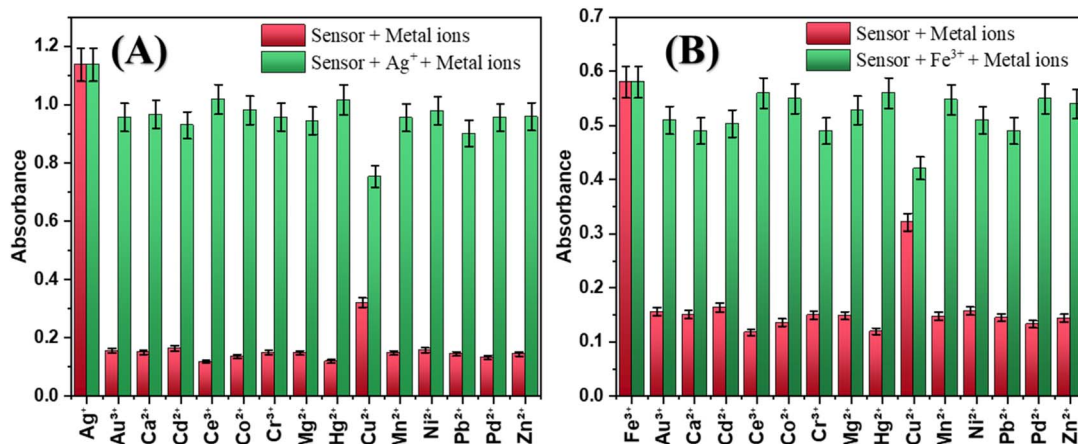 (A)
Sensor + Metal ions
Sensor + Ag⁺ + Metal ions
Absorbance
1.2
1.0
0.8
0.6
0.4
0.2
0.0
Ag⁺
Au³⁺
Ca²⁺
Cd²⁺
Ce³⁺
Co²⁺
Cr³⁺
Mg²⁺
Hg²⁺
Cu²⁺
Mn²⁺
Ni²⁺
Pb²⁺
Pd²⁺
Zn²⁺
(B)
Sensor + Metal ions
Sensor + Fe³⁺ + Metal ions
Absorbance
0.7
0.6
0.5
0.4
0.3
0.2
0.1
0.0
Fe³⁺
Au³⁺
Ca²⁺
Cd²⁺
Ce³⁺
Co²⁺
Cr³⁺
Mg²⁺
Hg²⁺
Cu²⁺
Mn²⁺
Ni²⁺
Pb²⁺
Pd²⁺
Zn²⁺